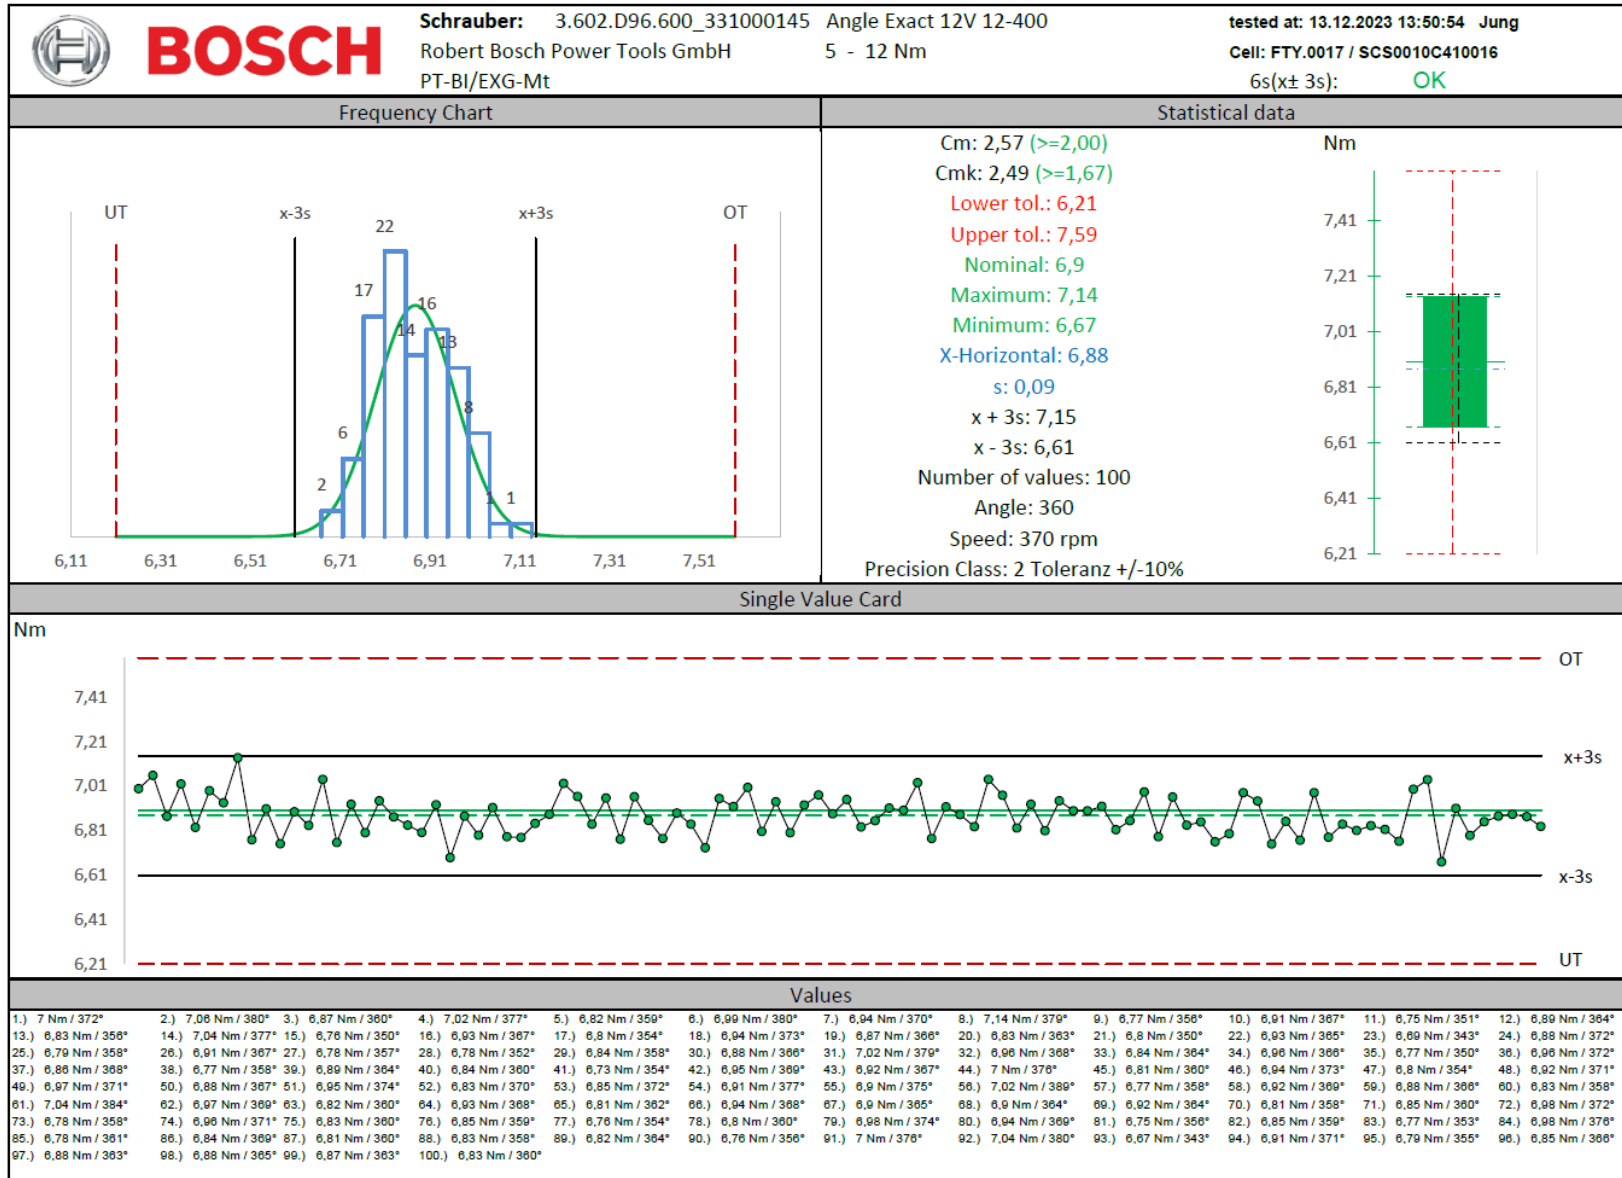 BOSCH
Schrauber: 3.602.D96.600_331000145 Angle Exact 12V 12-400
Robert Bosch Power Tools GmbH 5 - 12 Nm
PT-BI/EXG-Mt
tested at: 13.12.2023 13:50:54 Jung
Cell: FTY.0017 / SCS0010C410016
6s(x± 3s): OK
Frequency Chart
UT x-3s x+3s OT
22
17
16
14
13
6
8
2
1 1
6,11 6,31 6,51 6,71 6,91 7,11 7,31 7,51
Statistical data
Cm: 2,57 (>=2,00)
Cmk: 2,49 (>=1,67)
Lower tol.: 6,21
Upper tol.: 7,59
Nominal: 6,9
Maximum: 7,14
Minimum: 6,67
X-Horizontal: 6,88
s: 0,09
x + 3s: 7,15
x - 3s: 6,61
Number of values: 100
Angle: 360
Speed: 370 rpm
Precision Class: 2 Toleranz +/-10%
Nm
7,41
7,21
7,01
6,81
6,61
6,41
6,21
Single Value Card
Nm
OT
7,41
7,21
x+3s
7,01
6,81
6,61
x-3s
6,41
6,21
UT
Values
1.) 7 Nm / 372° 2.) 7,06 Nm / 380° 3.) 6,87 Nm / 360° 4.) 7,02 Nm / 377° 5.) 6,82 Nm / 359° 6.) 6,99 Nm / 380° 7.) 6,94 Nm / 370° 8.) 7,14 Nm / 379° 9.) 6,77 Nm / 356° 10.) 6,91 Nm / 367° 11.) 6,75 Nm / 351° 12.) 6,89 Nm / 364°
13.) 6,83 Nm / 356° 14.) 7,04 Nm / 377° 15.) 6,76 Nm / 350° 16.) 6,93 Nm / 367° 17.) 6,8 Nm / 354° 18.) 6,94 Nm / 373° 19.) 6,87 Nm / 366° 20.) 6,83 Nm / 363° 21.) 6,8 Nm / 350° 22.) 6,93 Nm / 365° 23.) 6,69 Nm / 343° 24.) 6,88 Nm / 372°
25.) 6,79 Nm / 358° 26.) 6,91 Nm / 367° 27.) 6,78 Nm / 357° 28.) 6,78 Nm / 352° 29.) 6,84 Nm / 358° 30.) 6,88 Nm / 366° 31.) 7,02 Nm / 379° 32.) 6,96 Nm / 368° 33.) 6,84 Nm / 364° 34.) 6,96 Nm / 366° 35.) 6,77 Nm / 350° 36.) 6,96 Nm / 372°
37.) 6,86 Nm / 368° 38.) 6,77 Nm / 358° 39.) 6,89 Nm / 364° 40.) 6,84 Nm / 360° 41.) 6,73 Nm / 354° 42.) 6,95 Nm / 369° 43.) 6,92 Nm / 367° 44.) 7 Nm / 376° 45.) 6,81 Nm / 360° 46.) 6,94 Nm / 373° 47.) 6,8 Nm / 354° 48.) 6,92 Nm / 371°
49.) 6,97 Nm / 371° 50.) 6,88 Nm / 367° 51.) 6,95 Nm / 374° 52.) 6,83 Nm / 370° 53.) 6,85 Nm / 372° 54.) 6,91 Nm / 377° 55.) 6,9 Nm / 375° 56.) 7,02 Nm / 389° 57.) 6,77 Nm / 358° 58.) 6,92 Nm / 369° 59.) 6,88 Nm / 366° 60.) 6,83 Nm / 358°
61.) 7,04 Nm / 384° 62.) 6,97 Nm / 369° 63.) 6,82 Nm / 360° 64.) 6,93 Nm / 368° 65.) 6,81 Nm / 362° 66.) 6,94 Nm / 368° 67.) 6,9 Nm / 365° 68.) 6,9 Nm / 364° 69.) 6,92 Nm / 364° 70.) 6,81 Nm / 358° 71.) 6,85 Nm / 360° 72.) 6,98 Nm / 372°
73.) 6,78 Nm / 358° 74.) 6,96 Nm / 371° 75.) 6,83 Nm / 360° 76.) 6,85 Nm / 359° 77.) 6,76 Nm / 354° 78.) 6,8 Nm / 360° 79.) 6,98 Nm / 374° 80.) 6,94 Nm / 369° 81.) 6,75 Nm / 356° 82.) 6,85 Nm / 359° 83.) 6,77 Nm / 353° 84.) 6,98 Nm / 376°
85.) 6,78 Nm / 361° 86.) 6,84 Nm / 369° 87.) 6,81 Nm / 360° 88.) 6,83 Nm / 358° 89.) 6,82 Nm / 364° 90.) 6,76 Nm / 356° 91.) 7 Nm / 376° 92.) 7,04 Nm / 380° 93.) 6,67 Nm / 343° 94.) 6,91 Nm / 371° 95.) 6,79 Nm / 355° 96.) 6,85 Nm / 366°
97.) 6,88 Nm / 363° 98.) 6,88 Nm / 365° 99.) 6,87 Nm / 363° 100.) 6,83 Nm / 360°